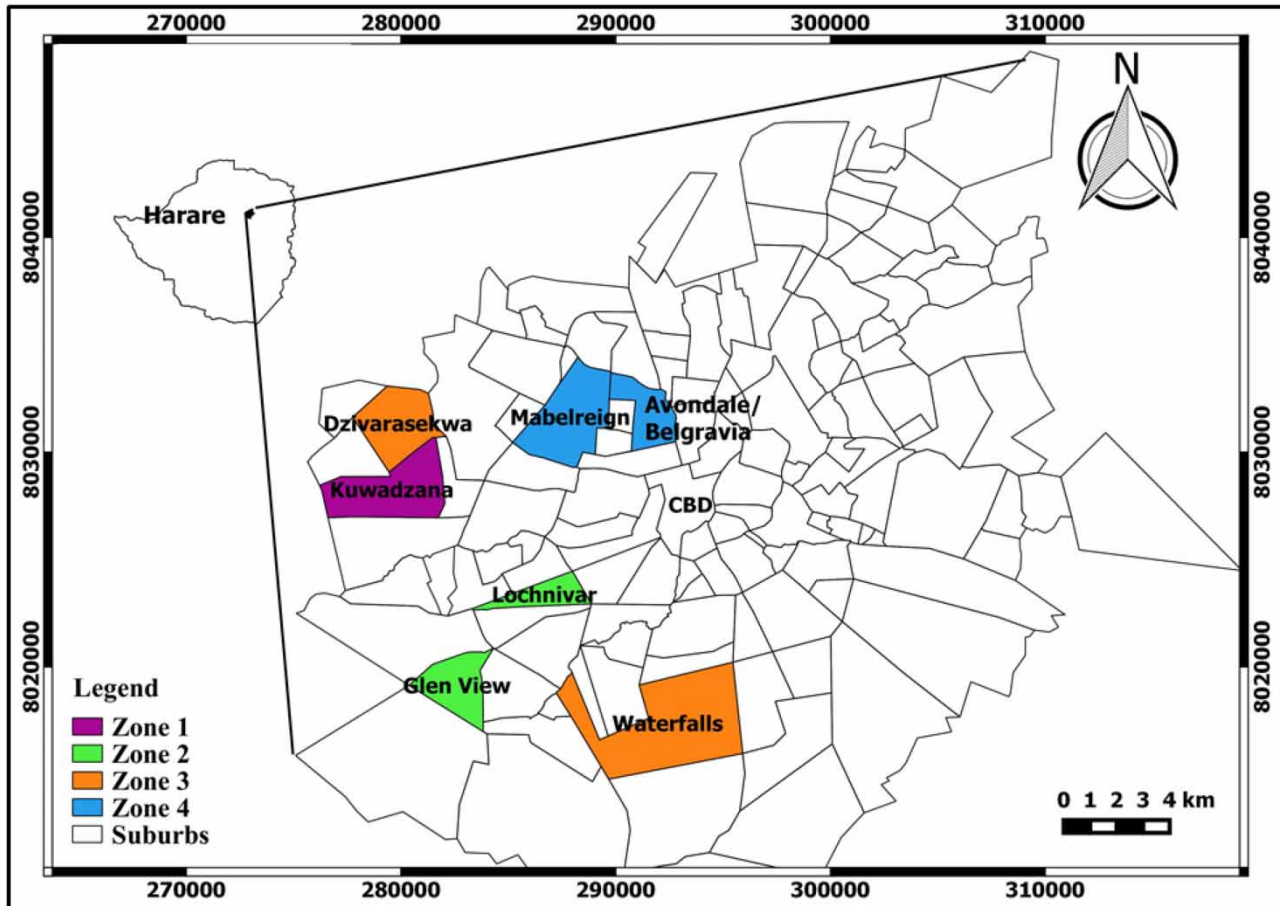 270000 280000 290000 300000 310000
N
Harare
8040000 8040000
Dzivarasekwa
Mabelreign
Avondale/
Belgravia
8030000 8030000
Kuwadzana
CBD
Lochnivar
8020000 8020000
Glen View
Waterfalls
Legend
Zone 1
Zone 2
Zone 3
Zone 4
Suburbs
0 1 2 3 4 km
270000 280000 290000 300000 310000